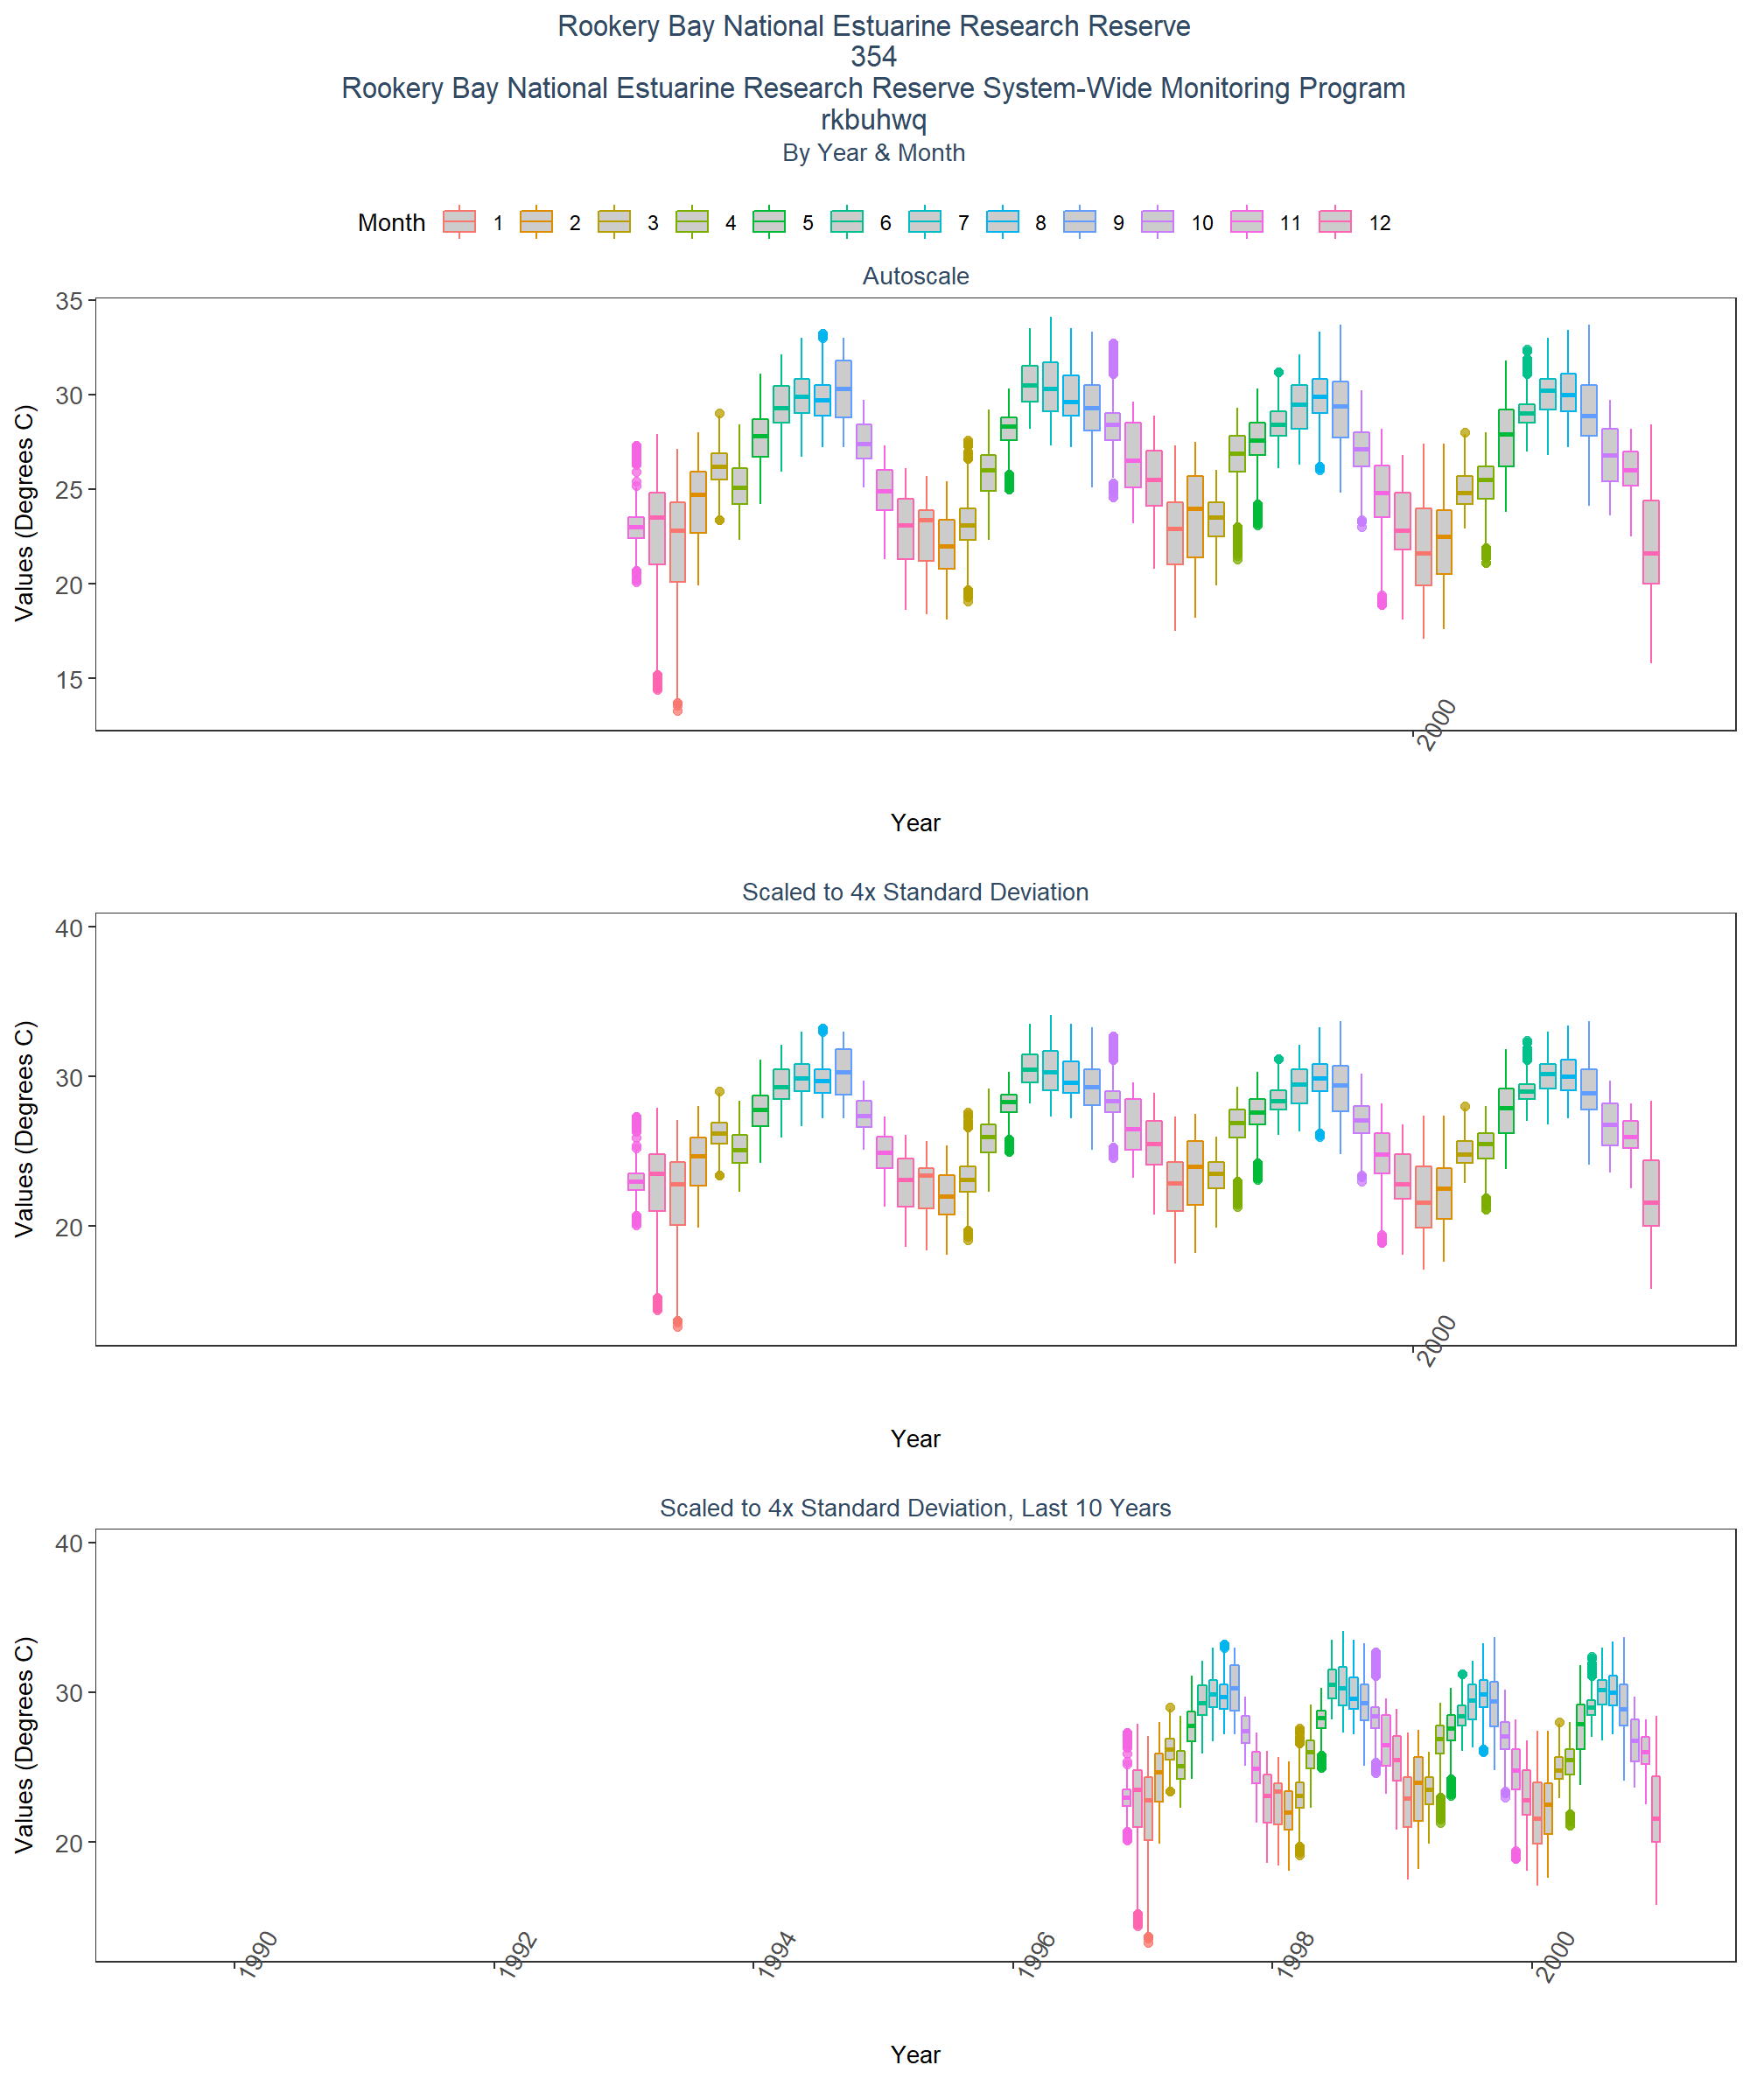 Rookery Bay National Estuarine Research Reserve
354
Rookery Bay National Estuarine Research Reserve System-Wide Monitoring Program
rkbuhwq
By Year & Month
Month 1 2 3 4 5 6 7 8 9 10 11 12
Autoscale
Values (Degrees C)
35
30
25
20
15
2000
Year
Scaled to 4x Standard Deviation
Values (Degrees C)
40
30
20
2000
Year
Scaled to 4x Standard Deviation, Last 10 Years
Values (Degrees C)
40
30
20
1990 1992 1994 1996 1998 2000
Year